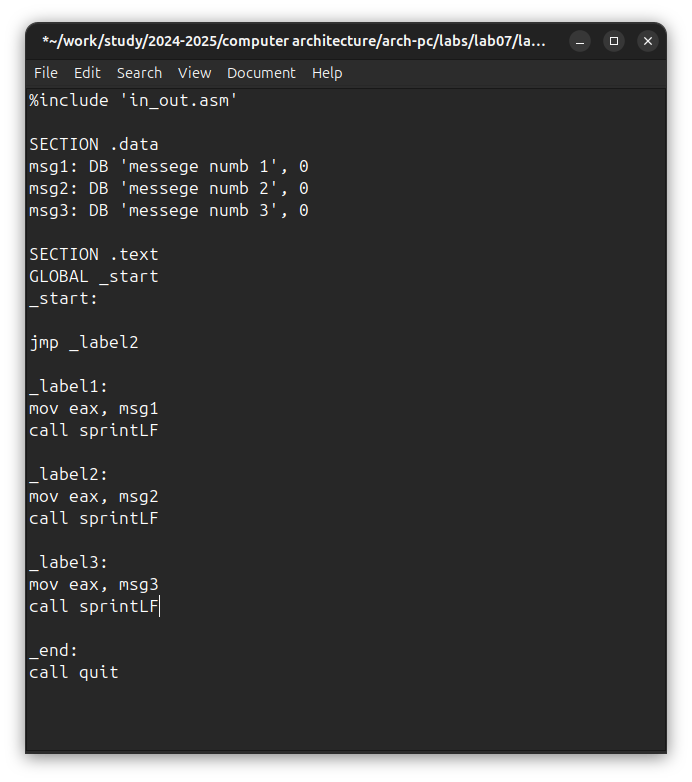 *~/work/study/2024-2025/computer architecture/arch-pc/labs/lab07/la...
File Edit Search View Document Help
%include 'in_out.asm'
SECTION .data
msg1: DB 'messege numb 1', 0
msg2: DB 'messege numb 2', 0
msg3: DB 'messege numb 3', 0
SECTION .text
GLOBAL _start
_start:
jmp _label2
_label1:
mov eax, msg1
call sprintLF
_label2:
mov eax, msg2
call sprintLF
_label3:
mov eax, msg3
call sprintLF
_end:
call quit